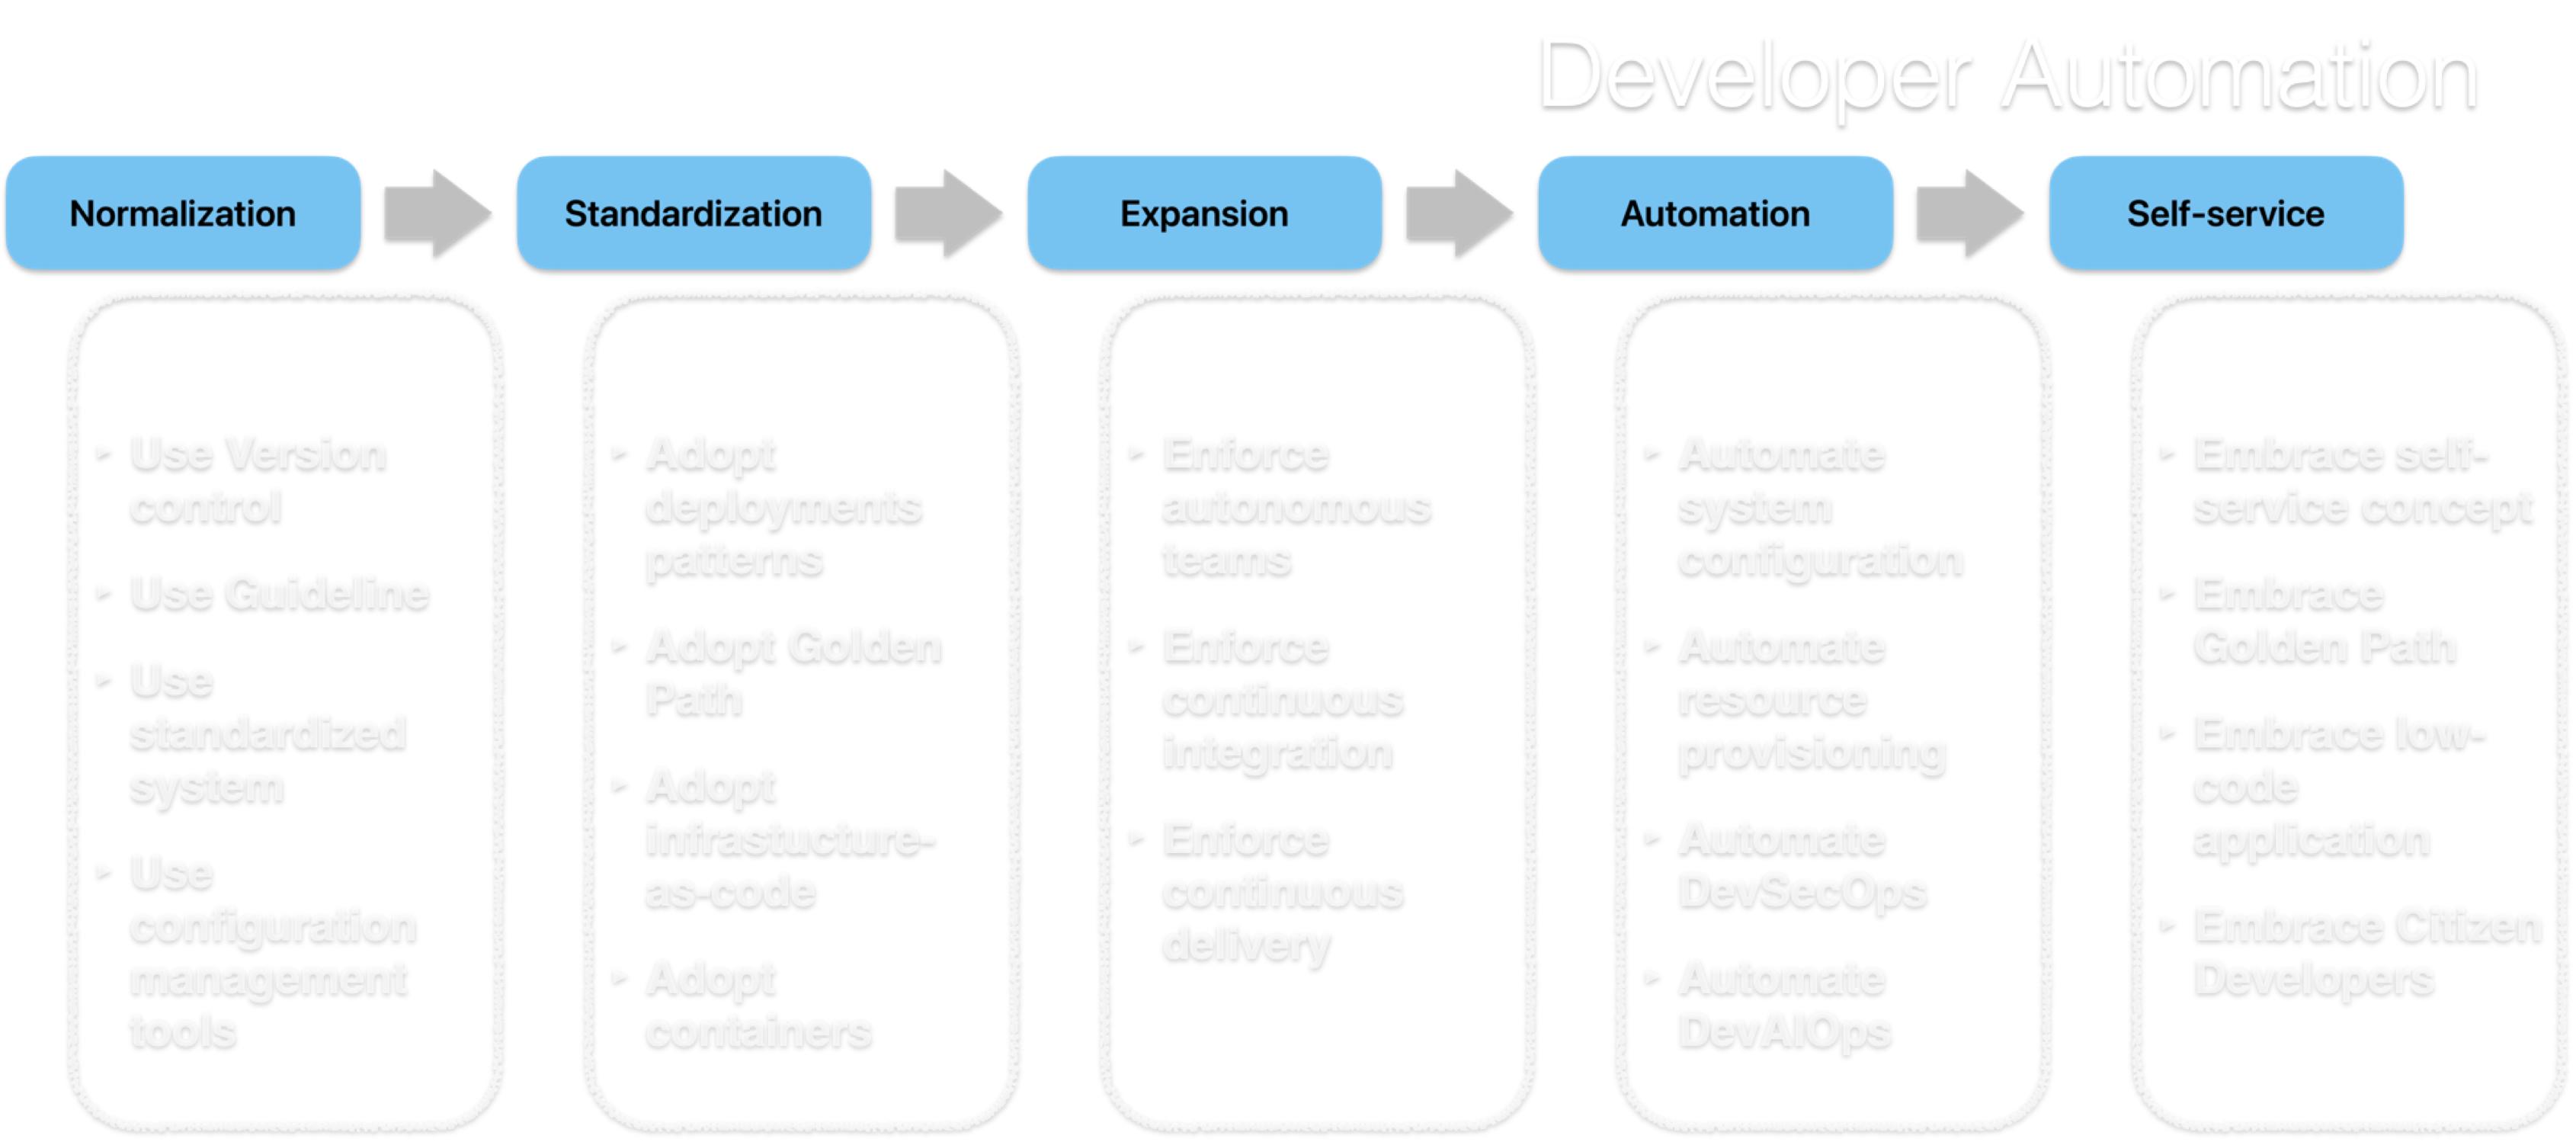 Developer Automation
Normalization
Standardization
Expansion
Automation
Self-service
Use Version
control
Use Guideline
Use
standardized
system
Use
configuration
management
tools
Adopt
deployments
patterns
Adopt Golden
Path
Adopt
infrastucture-
as-code
Adopt
containers
Enforce
autonomous
teams
Enforce
continuous
integration
Enforce
continuous
delivery
Automate
system
configuration
Automate
resource
provisioning
Automate
DevSecOps
Automate
DevAIOps
Embrace self-
service concept
Embrace
Golden Path
Embrace low-
code
application
Embrace Citizen
Developers